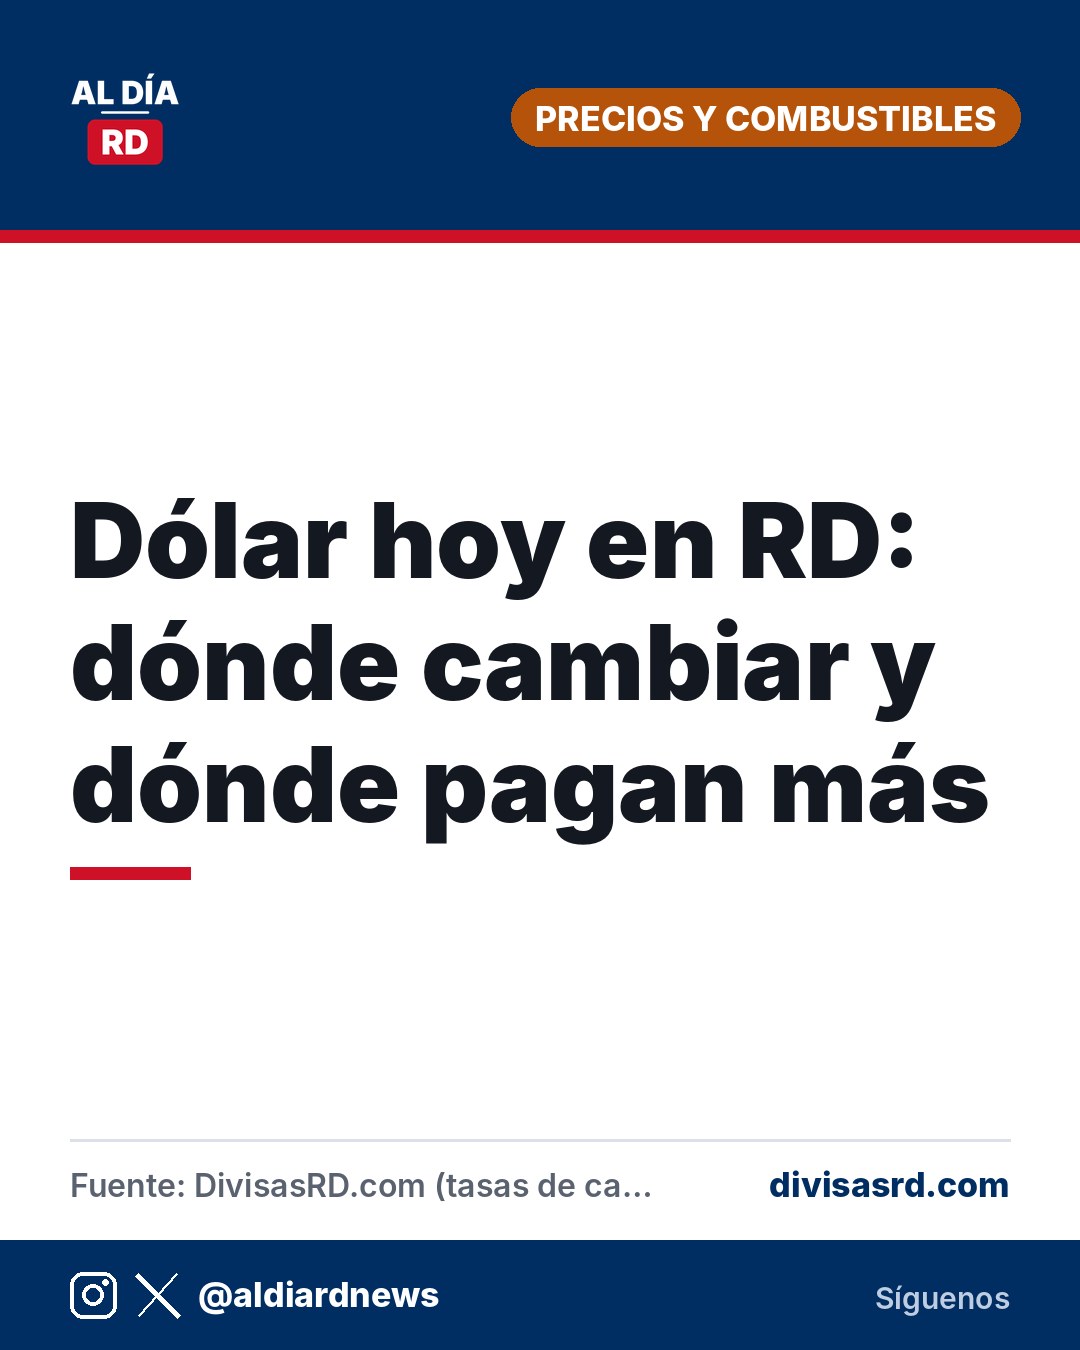 AL DÍA
RD
PRECIOS Y COMBUSTIBLES
Dólar hoy en RD:
dónde cambiar y
dónde pagan más
Fuente: DivisasRD.com (tasas de ca...
divisasrd.com
@aldiardnews
Síguenos